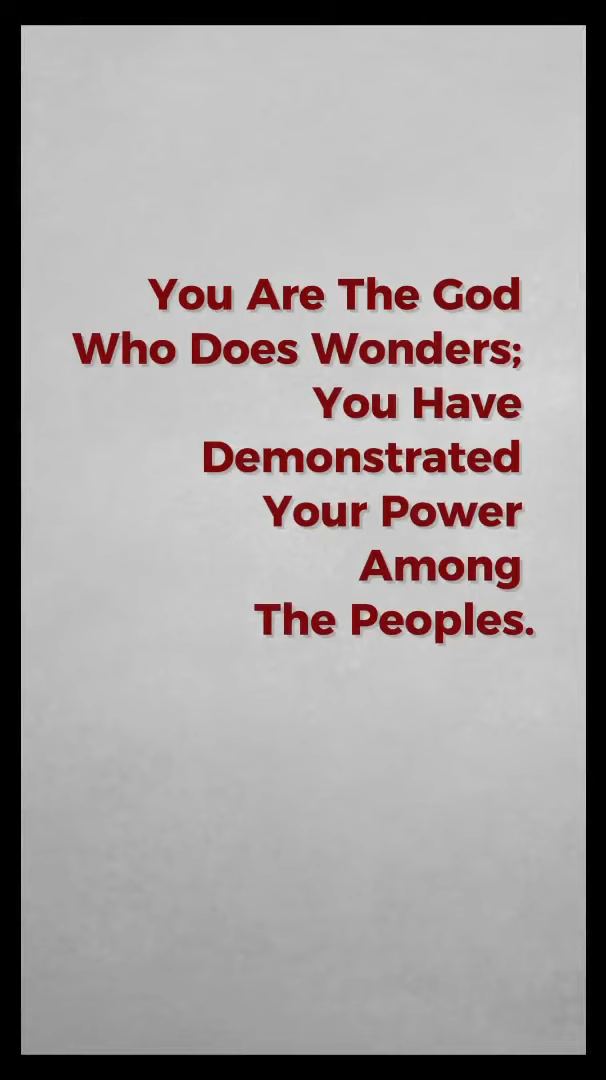 You Are The God
Who Does Wonders;
You Have
Demonstrated
Your Power
Among
The Peoples.